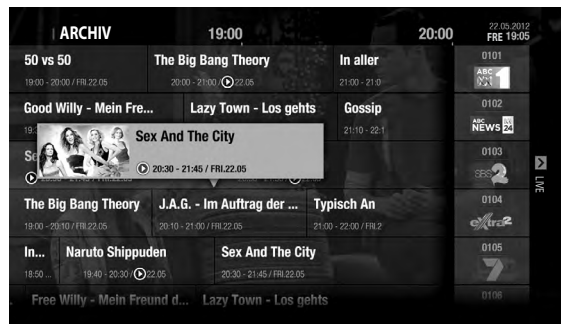 ARCHIV 19:00 20:00 22.05.2012
FRE 19:05
50 vs 50 The Big Bang Theory In aller 0101
19:00 - 20:00 / FRI.22.05 20:00 - 21:00 / 22.05 21:00 - 21:0 ABC 1
Good Willy - Mein Fre... Lazy Town - Los gehts Gossip 0102
21:10 - 22:1 ABC NEWS 24
Sex And The City 0103
20:30 - 21:45 / FRI.22.05 SBS 2
LIVE
The Big Bang Theory J.A.G. - Im Auftrag der ... Typisch An 0104
19:00 - 20:10 / FRI.22.05 20:10 - 21:00 / FRI.22.05 21:00 - 22:00 / FRI.2 extra2
In... Naruto Shippuden Sex And The City 0105
18:50 ... 19:40 - 20:30 / 22.05 20:30 - 21:45 / FRI.22.05 7
. Free Willy - Mein Freund d... Lazy Town - Los gehts 0106